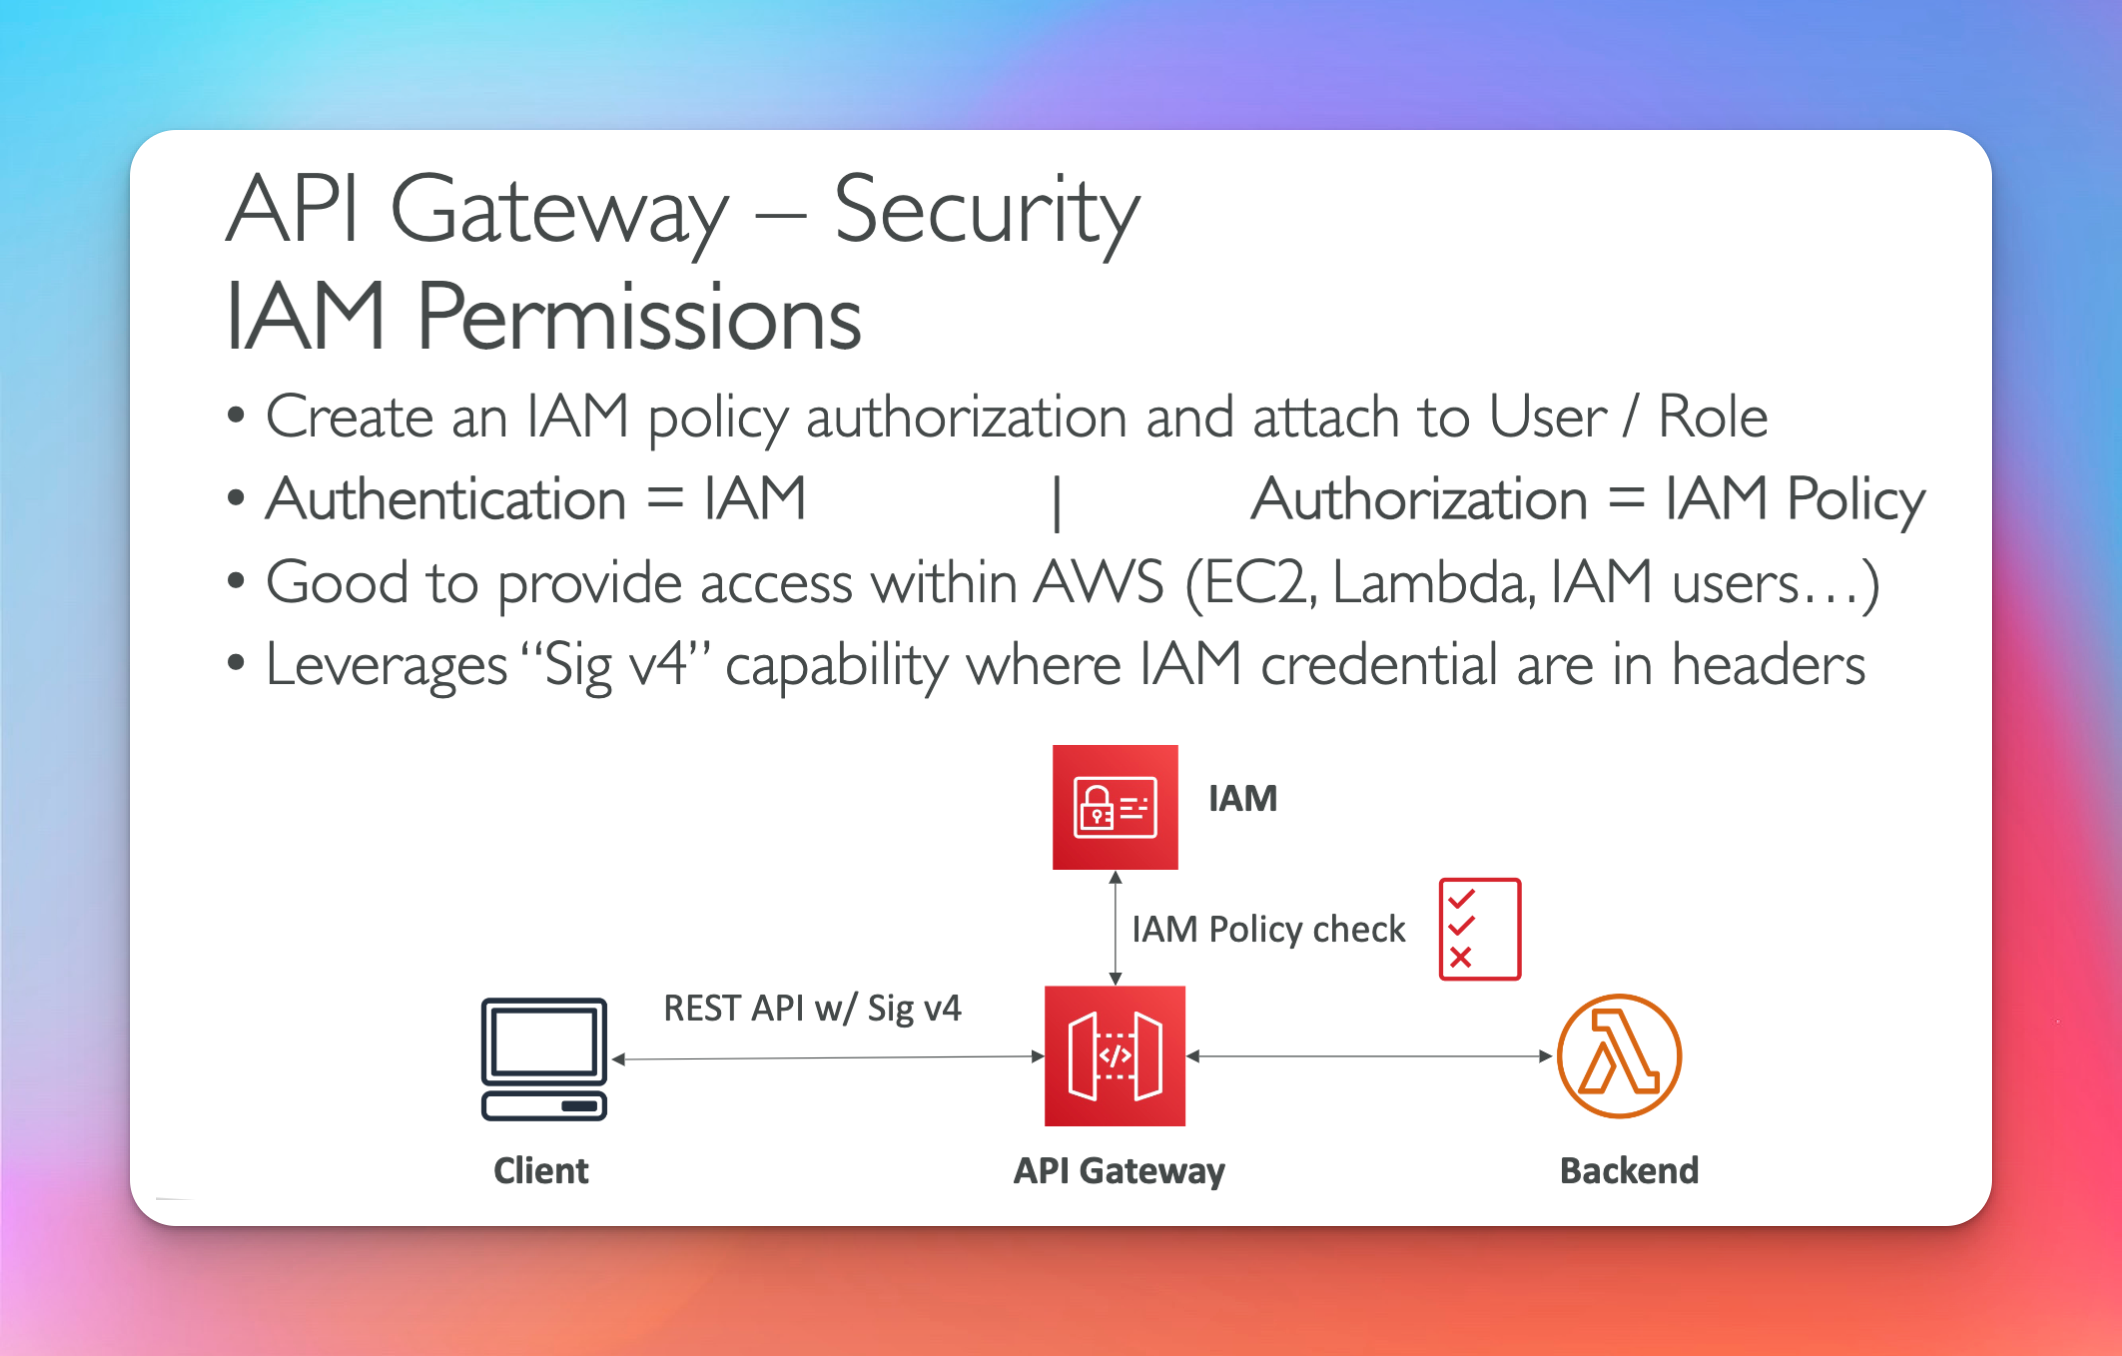 API Gateway – Security
IAM Permissions
• Create an IAM policy authorization and attach to User / Role
• Authentication = IAM | Authorization = IAM Policy
• Good to provide access within AWS (EC2, Lambda, IAM users…)
• Leverages “Sig v4” capability where IAM credential are in headers
IAM
IAM Policy check
REST API w/ Sig v4
</>
Client
API Gateway
Backend